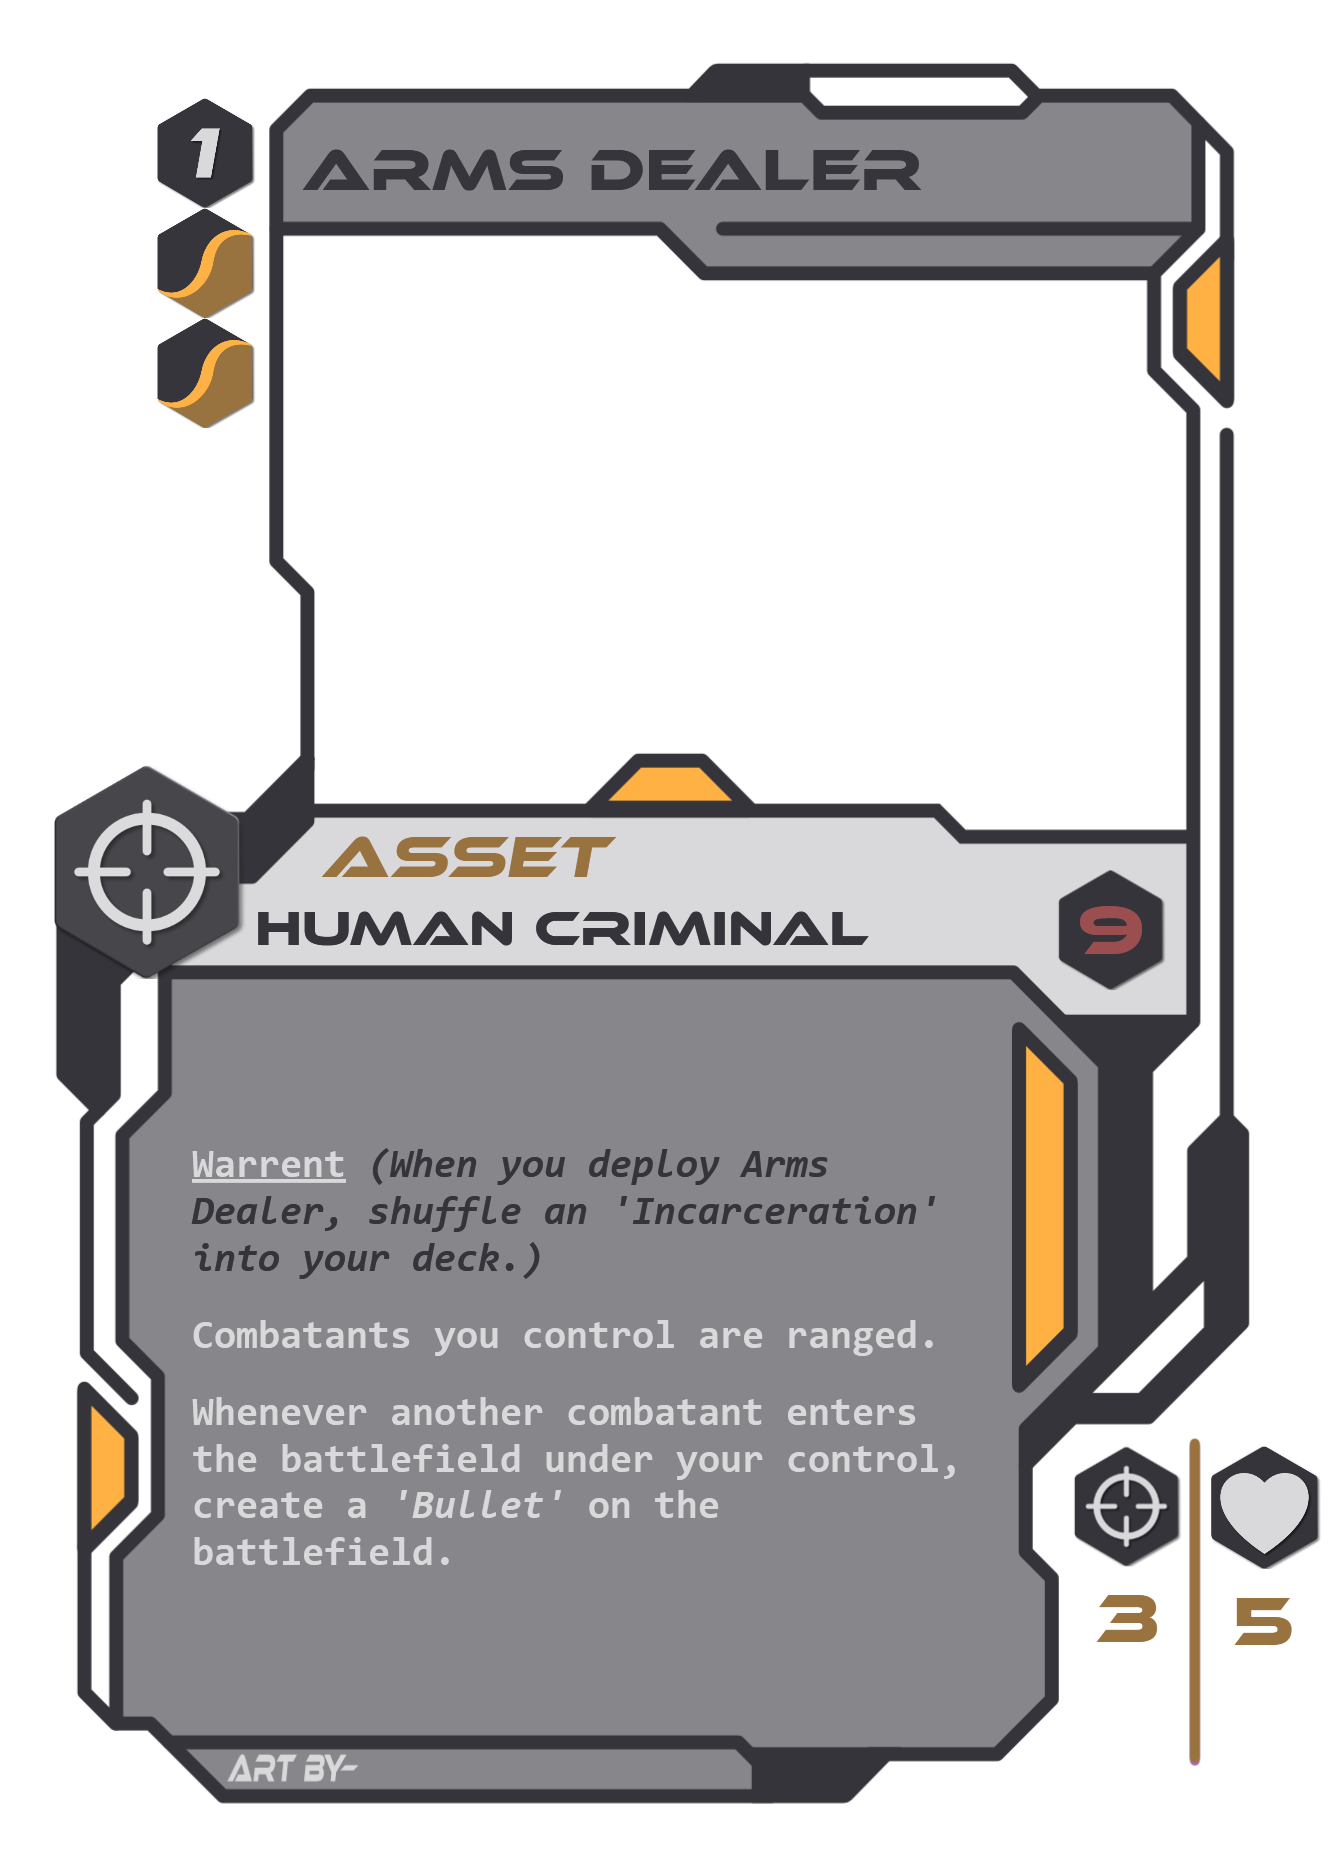 1
ARMS DEALER
ASSET
HUMAN CRIMINAL
9
Warrent (When you deploy Arms
Dealer, shuffle an 'Incarceration'
into your deck.)
Combatants you control are ranged.
Whenever another combatant enters
the battlefield under your control,
create a 'Bullet' on the
battlefield.
3
5
ART BY-